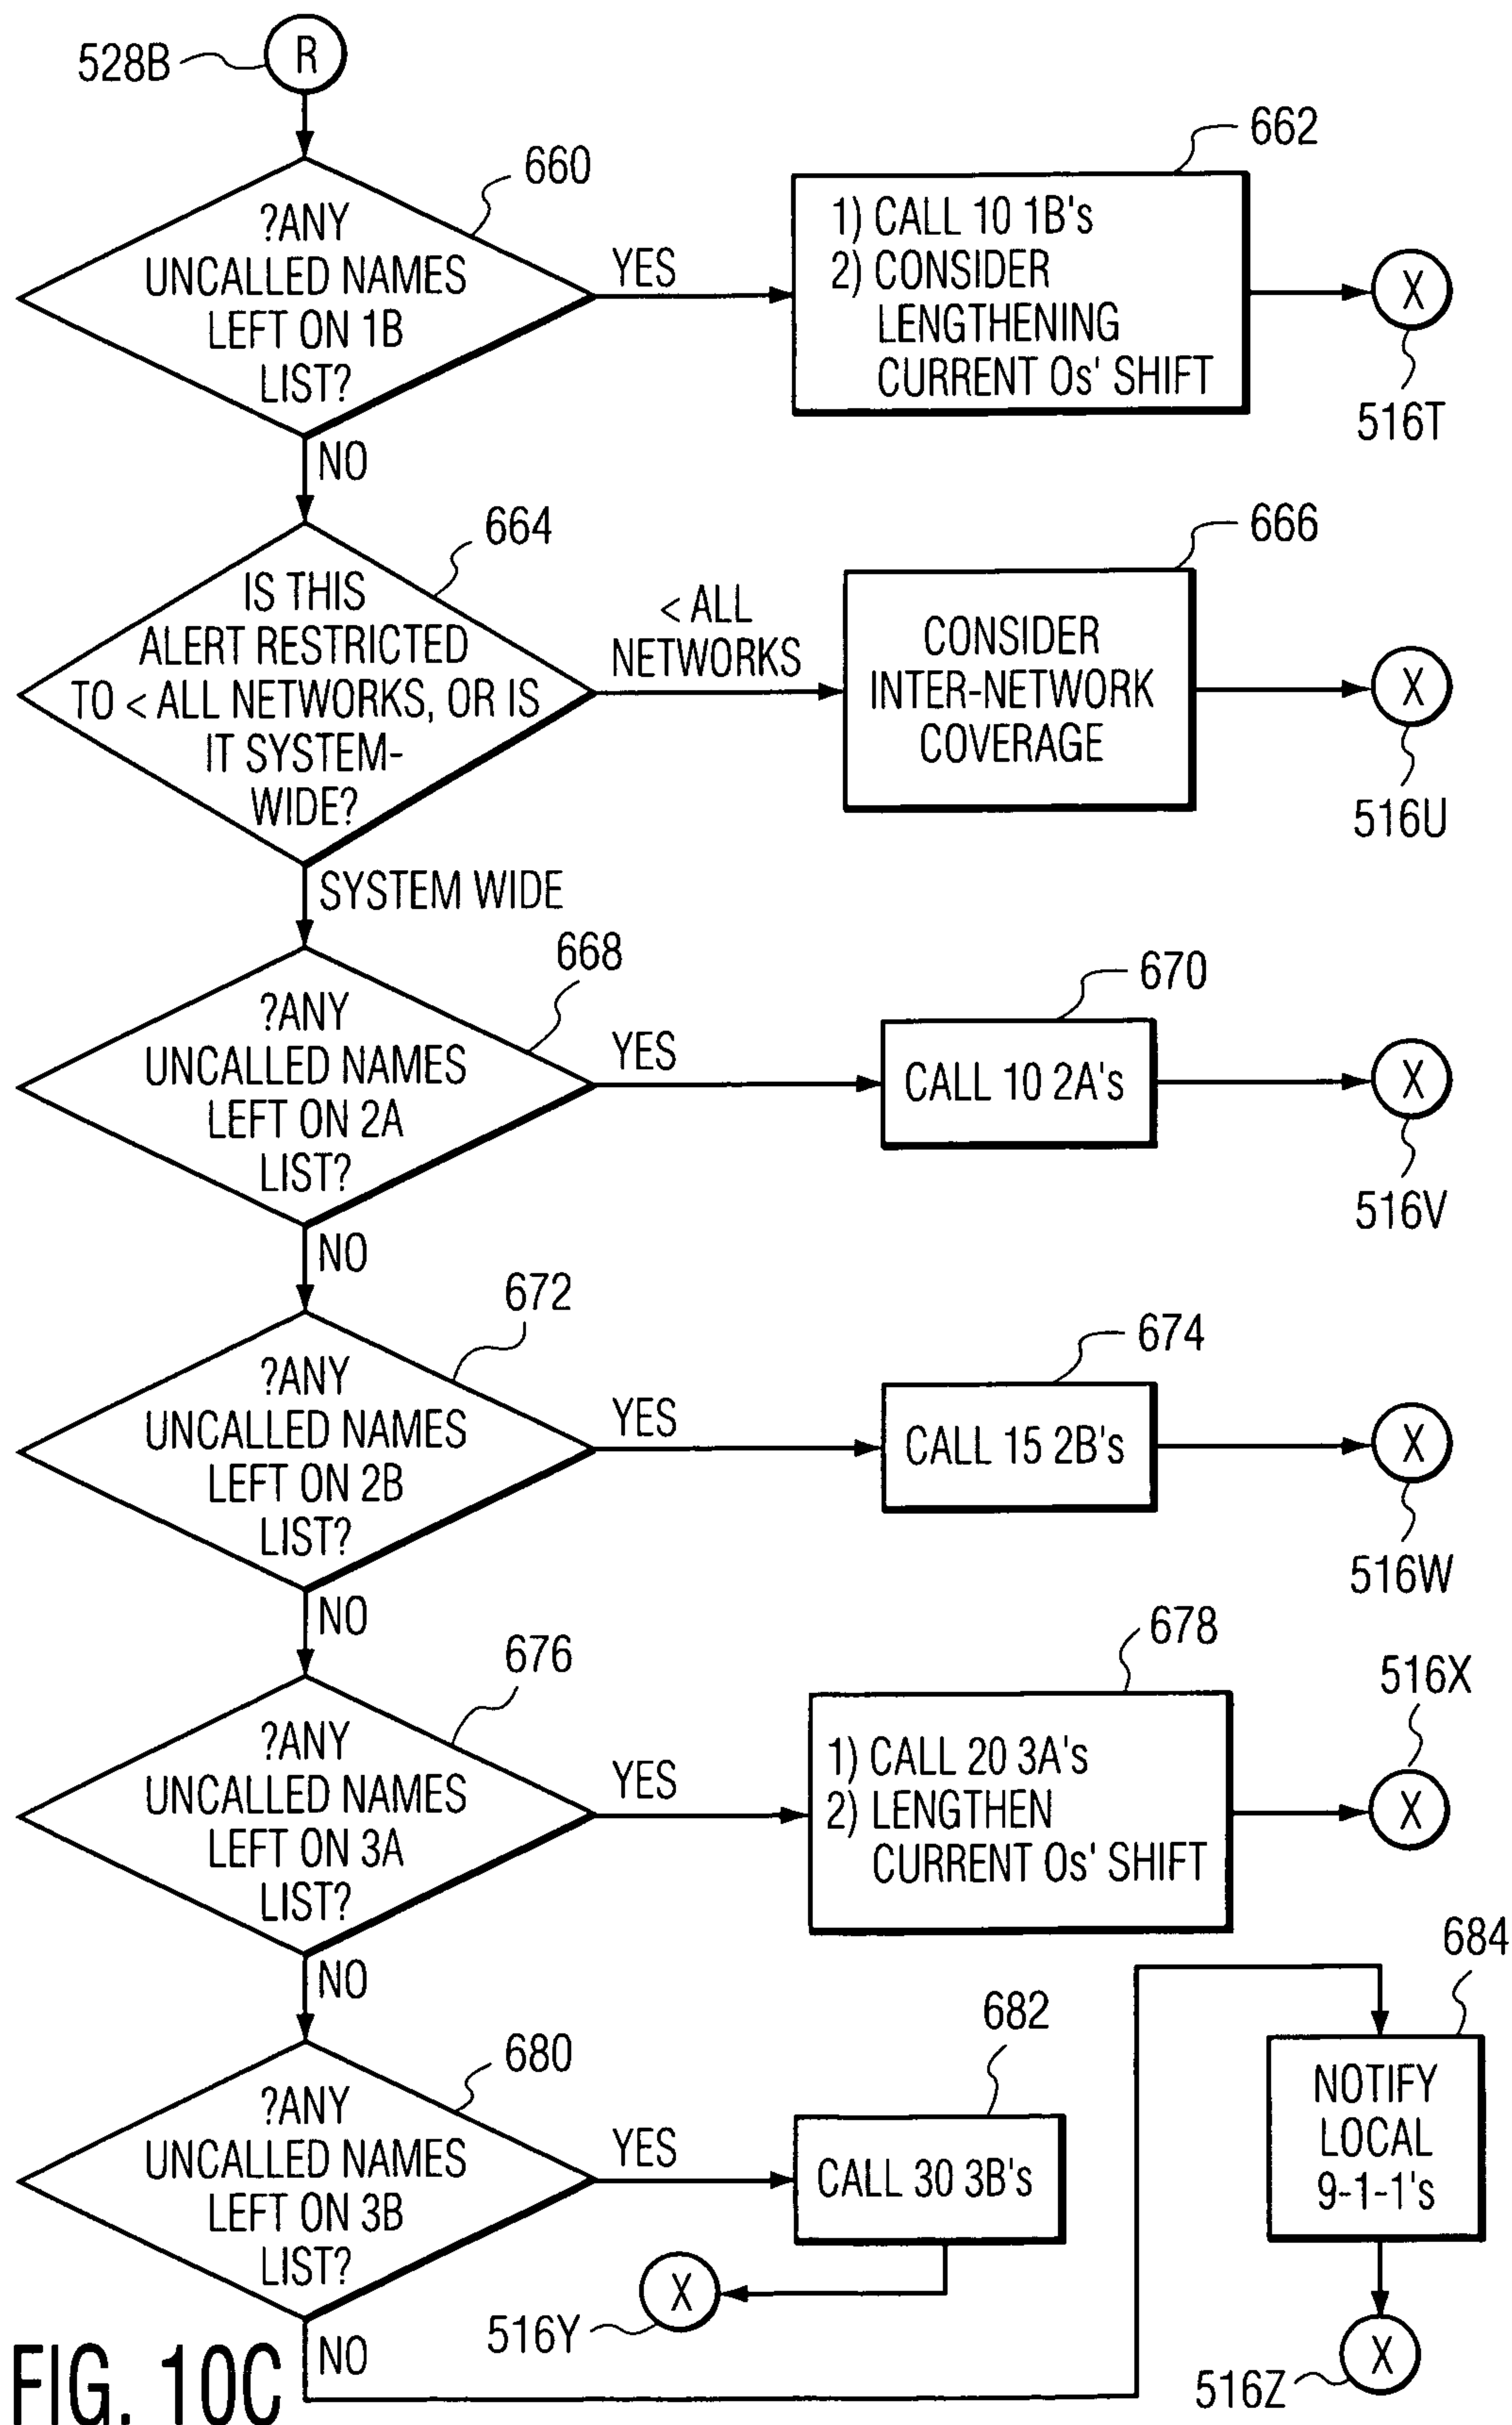 528B
R
660
?ANY
UNCALLED NAMES
LEFT ON 1B
LIST?
YES
662
1) CALL 10 1B's
2) CONSIDER
LENGTHENING
CURRENT Os' SHIFT
X
516T
NO
664
IS THIS
ALERT RESTRICTED
TO < ALL NETWORKS, OR IS
IT SYSTEM-
WIDE?
< ALL
NETWORKS
666
CONSIDER
INTER-NETWORK
COVERAGE
X
516U
SYSTEM WIDE
668
?ANY
UNCALLED NAMES
LEFT ON 2A
LIST?
YES
670
CALL 10 2A's
X
516V
NO
672
?ANY
UNCALLED NAMES
LEFT ON 2B
LIST?
YES
674
CALL 15 2B's
X
516W
NO
676
?ANY
UNCALLED NAMES
LEFT ON 3A
LIST?
YES
678
1) CALL 20 3A's
2) LENGTHEN
CURRENT Os' SHIFT
516X
X
NO
680
?ANY
UNCALLED NAMES
LEFT ON 3B
LIST?
YES
682
CALL 30 3B's
X
516Y
684
NOTIFY
LOCAL
9-1-1's
X
516Z
NO
FIG. 10C